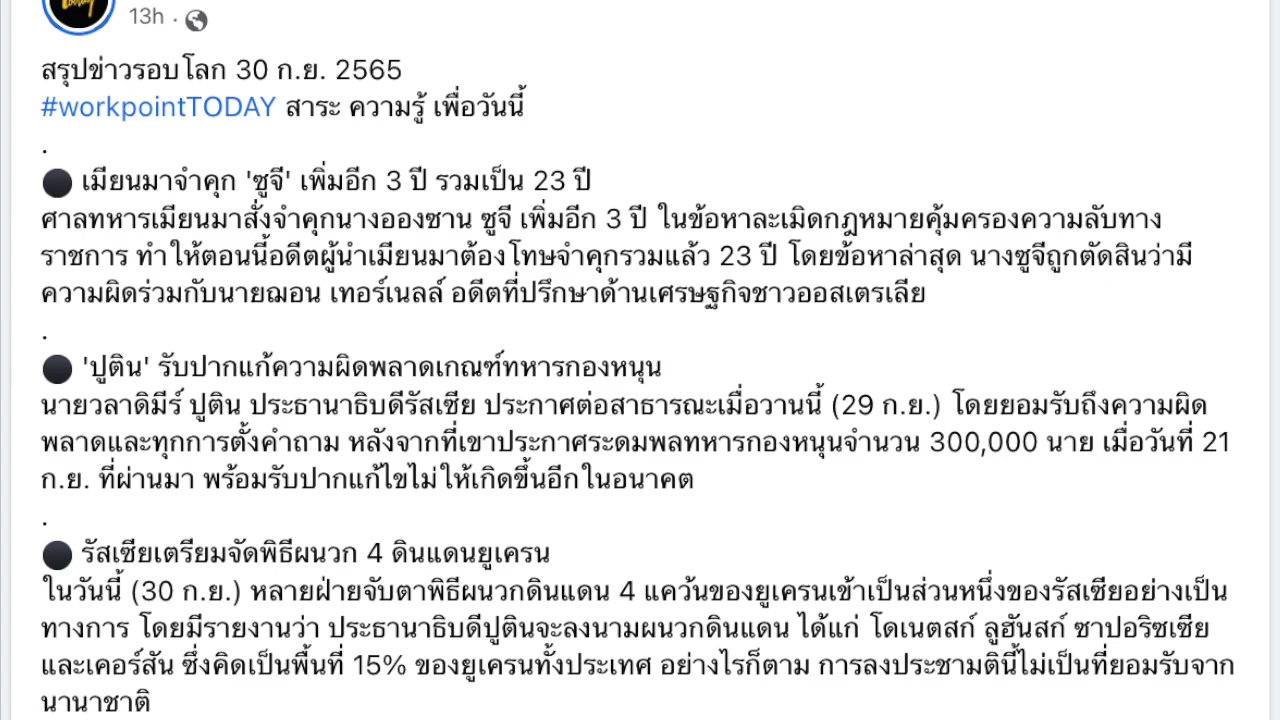 13h ·
สรุปข่าวรอบโลก 30 ก.ย. 2565
#workpointTODAY สาระ ความรู้ เพื่อวันนี้
.
เมียนมาจำคุก 'ซูจี' เพิ่มอีก 3 ปี รวมเป็น 23 ปี
ศาลทหารเมียนมาสั่งจำคุกนางอองซาน ซูจี เพิ่มอีก 3 ปี ในข้อหาละเมิดกฎหมายคุ้มครองความลับทาง
ราชการ ทำให้ตอนนี้อดีตผู้นำเมียนมาต้องโทษจำคุกรวมแล้ว 23 ปี โดยข้อหาล่าสุด นางซูจีถูกตัดสินว่ามี
ความผิดร่วมกับนายฌอน เทอร์เนลล์ อดีตที่ปรึกษาด้านเศรษฐกิจชาวออสเตรเลีย
.
'ปูติน' รับปากแก้ความผิดพลาดเกณฑ์ทหารกองหนุน
นายวลาดิมีร์ ปูติน ประธานาธิบดีรัสเซีย ประกาศต่อสาธารณะเมื่อวานนี้ (29 ก.ย.) โดยยอมรับถึงความผิด
พลาดและทุกการตั้งคำถาม หลังจากที่เขาประกาศระดมพลทหารกองหนุนจำนวน 300,000 นาย เมื่อวันที่ 21
ก.ย. ที่ผ่านมา พร้อมรับปากแก้ไขไม่ให้เกิดขึ้นอีกในอนาคต
.
รัสเซียเตรียมจัดพิธีผนวก 4 ดินแดนยูเครน
ในวันนี้ (30 ก.ย.) หลายฝ่ายจับตาพิธีผนวกดินแดน 4 แคว้นของยูเครนเข้าเป็นส่วนหนึ่งของรัสเซียอย่างเป็น
ทางการ โดยมีรายงานว่า ประธานาธิบดีปูตินจะลงนามผนวกดินแดน ได้แก่ โดเนตสก์ ลูฮันสก์ ซาปอริซเซีย
และเคอร์สัน ซึ่งคิดเป็นพื้นที่ 15% ของยูเครนทั้งประเทศ อย่างไรก็ตาม การลงประชามตินี้ไม่เป็นที่ยอมรับจาก
นานาชาติ